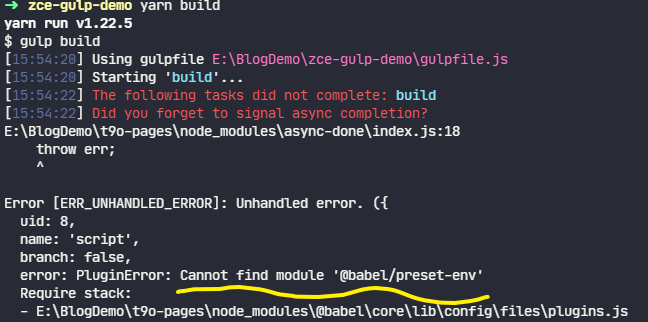 ➜ zce-gulp-demo yarn build
yarn run v1.22.5
$ gulp build
[15:54:20] Using gulpfile E:\BlogDemo\zce-gulp-demo\gulpfile.js
[15:54:20] Starting 'build'...
[15:54:22] The following tasks did not complete: build
[15:54:22] Did you forget to signal async completion?
E:\BlogDemo\t9o-pages\node_modules\async-done\index.js:18
    throw err;
    ^

Error [ERR_UNHANDLED_ERROR]: Unhandled error. ({
  uid: 8,
  name: 'script',
  branch: false,
  error: PluginError: Cannot find module '@babel/preset-env'
  Require stack:
  - E:\BlogDemo\t9o-pages\node_modules\@babel\core\lib\config\files\plugins.js